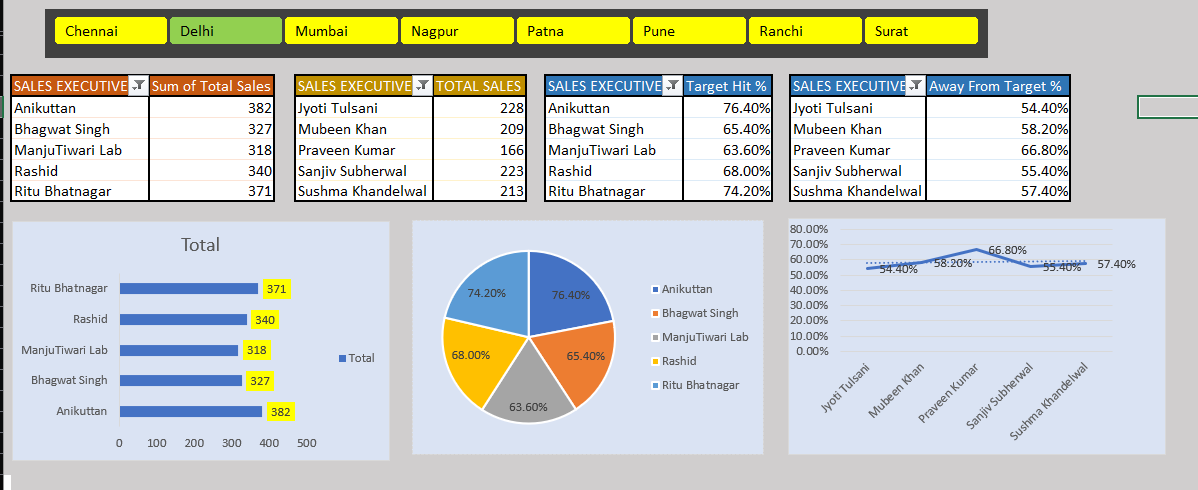 Chennai Delhi Mumbai Nagpur Patna Pune Ranchi Surat
SALES EXECUTIVE Sum of Total Sales
Anikuttan 382
Bhagwat Singh 327
ManjuTiwari Lab 318
Rashid 340
Ritu Bhatnagar 371
SALES EXECUTIVE TOTAL SALES
Jyoti Tulsani 228
Mubeen Khan 209
Praveen Kumar 166
Sanjiv Subherwal 223
Sushma Khandelwal 213
SALES EXECUTIVE Target Hit %
Anikuttan 76.40%
Bhagwat Singh 65.40%
ManjuTiwari Lab 63.60%
Rashid 68.00%
Ritu Bhatnagar 74.20%
SALES EXECUTIVE Away From Target %
Jyoti Tulsani 54.40%
Mubeen Khan 58.20%
Praveen Kumar 66.80%
Sanjiv Subherwal 55.40%
Sushma Khandelwal 57.40%
Total
Ritu Bhatnagar 371
Rashid 340
ManjuTiwari Lab 318
Bhagwat Singh 327
Anikuttan 382
0 100 200 300 400 500
Total
74.20% 76.40%
68.00% 65.40%
63.60%
Anikuttan
Bhagwat Singh
ManjuTiwari Lab
Rashid
Ritu Bhatnagar
80.00%
70.00%
60.00%
50.00%
40.00%
30.00%
20.00%
10.00%
0.00%
54.40% 58.20% 66.80% 55.40% 57.40%
Jyoti Tulsani
Mubeen Khan
Praveen Kumar
Sanjiv Subherwal
Sushma Khandelwal